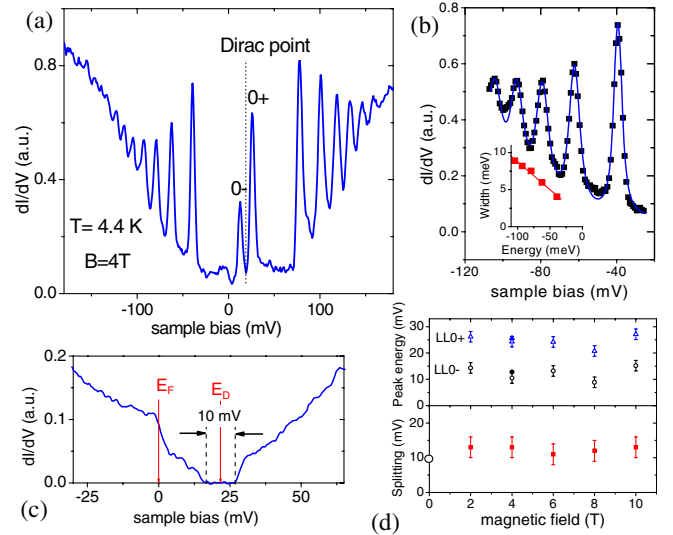 (a)
Dirac point
0+
0-
T= 4.4 K
B=4T
dI/dV (a.u.)
0.8
0.4
0.0
-100 0 100
sample bias (mV)
(b)
dI/dV (a.u.)
0.8
0.6
0.4
0.2
0.0
Width (meV)
10
5
0
-100 -50 0
Energy (meV)
-120 -80 -40
sample bias (mV)
(c)
dI/dV (a.u.)
0.2
0.1
0.0
E_F
E_D
10 mV
-25 0 25 50
sample bias (mV)
(d)
Peak energy (mV)
30
20
10
0
LL0+
LL0-
Splitting (mV)
20
10
0
0 2 4 6 8 10
magnetic field (T)